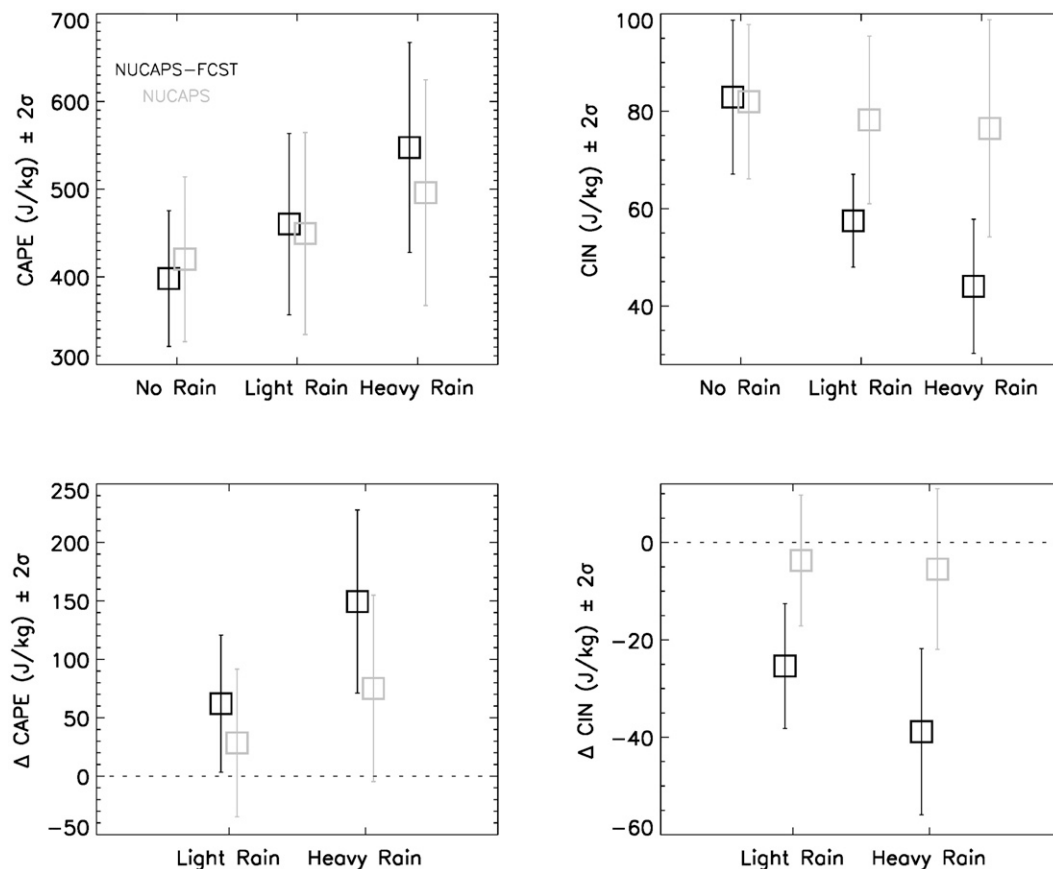 CAPE (J/kg) ± 2σ
700
600
500
400
300
NUCAPS-FCST
NUCAPS
No Rain Light Rain Heavy Rain
CIN (J/kg) ± 2σ
100
80
60
40
No Rain Light Rain Heavy Rain
Δ CAPE (J/kg) ± 2σ
250
200
150
100
50
0
-50
Light Rain Heavy Rain
Δ CIN (J/kg) ± 2σ
0
-20
-40
-60
Light Rain Heavy Rain